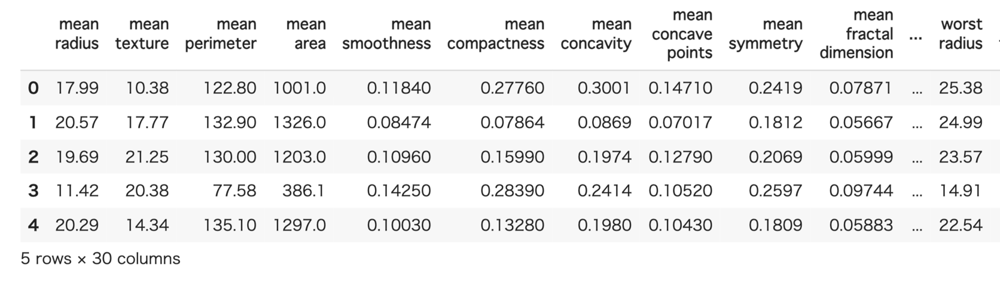 mean radius mean texture mean perimeter mean area mean smoothness mean compactness mean concavity mean concave points mean symmetry mean fractal dimension ... worst radius
0 17.99 10.38 122.80 1001.0 0.11840 0.27760 0.3001 0.14710 0.2419 0.07871 ... 25.38
1 20.57 17.77 132.90 1326.0 0.08474 0.07864 0.0869 0.07017 0.1812 0.05667 ... 24.99
2 19.69 21.25 130.00 1203.0 0.10960 0.15990 0.1974 0.12790 0.2069 0.05999 ... 23.57
3 11.42 20.38 77.58 386.1 0.14250 0.28390 0.2414 0.10520 0.2597 0.09744 ... 14.91
4 20.29 14.34 135.10 1297.0 0.10030 0.13280 0.1980 0.10430 0.1809 0.05883 ... 22.54
5 rows × 30 columns